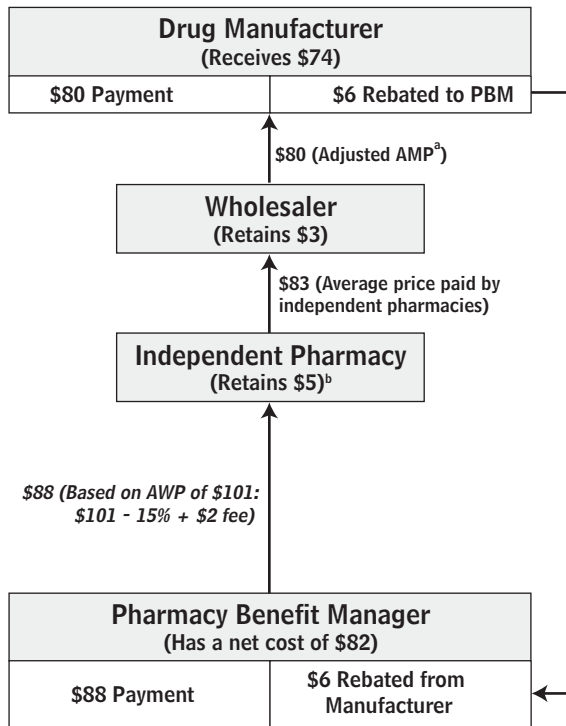 Drug Manufacturer
(Receives $74)
$80 Payment
$6 Rebated to PBM
$80 (Adjusted AMPᵃ)
Wholesaler
(Retains $3)
$83 (Average price paid by
independent pharmacies)
Independent Pharmacy
(Retains $5)ᵇ
$88 (Based on AWP of $101:
$101 - 15% + $2 fee)
Pharmacy Benefit Manager
(Has a net cost of $82)
$88 Payment
$6 Rebated from
Manufacturer